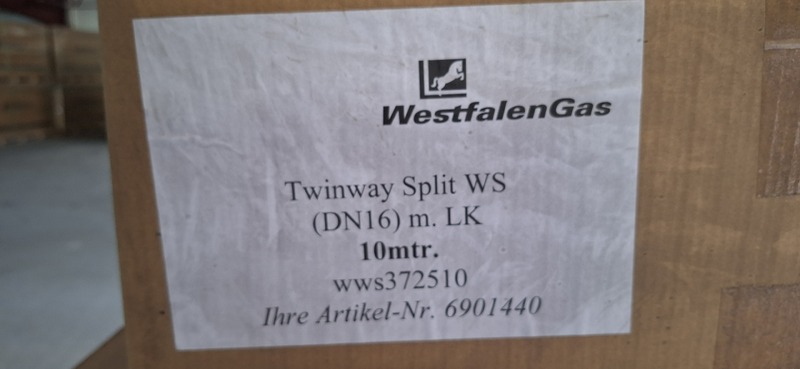 WestfalenGas
Twinway Split WS
(DN16) m. LK
10mtr.
wws372510
Ihre Artikel-Nr. 6901440